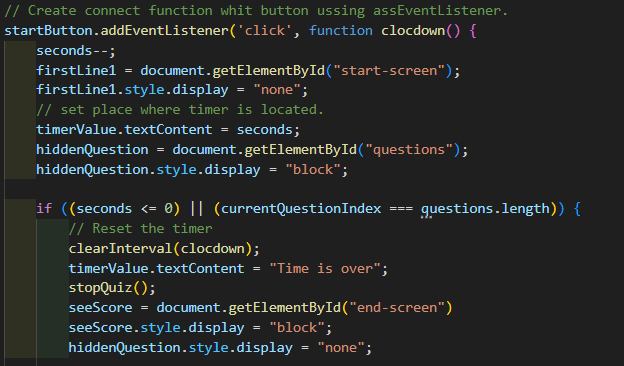 // Create connect function whit button ussing assEventListener.
startButton.addEventListener('click', function clocdown() {
    seconds--;
    firstLine1 = document.getElementById("start-screen");
    firstLine1.style.display = "none";
    // set place where timer is located.
    timerValue.textContent = seconds;
    hiddenQuestion = document.getElementById("questions");
    hiddenQuestion.style.display = "block";

    if ((seconds <= 0) || (currentQuestionIndex === questions.length)) {
        // Reset the timer
        clearInterval(clocdown);
        timerValue.textContent = "Time is over";
        stopQuiz();
        seeScore = document.getElementById("end-screen")
        seeScore.style.display = "block";
        hiddenQuestion.style.display = "none";